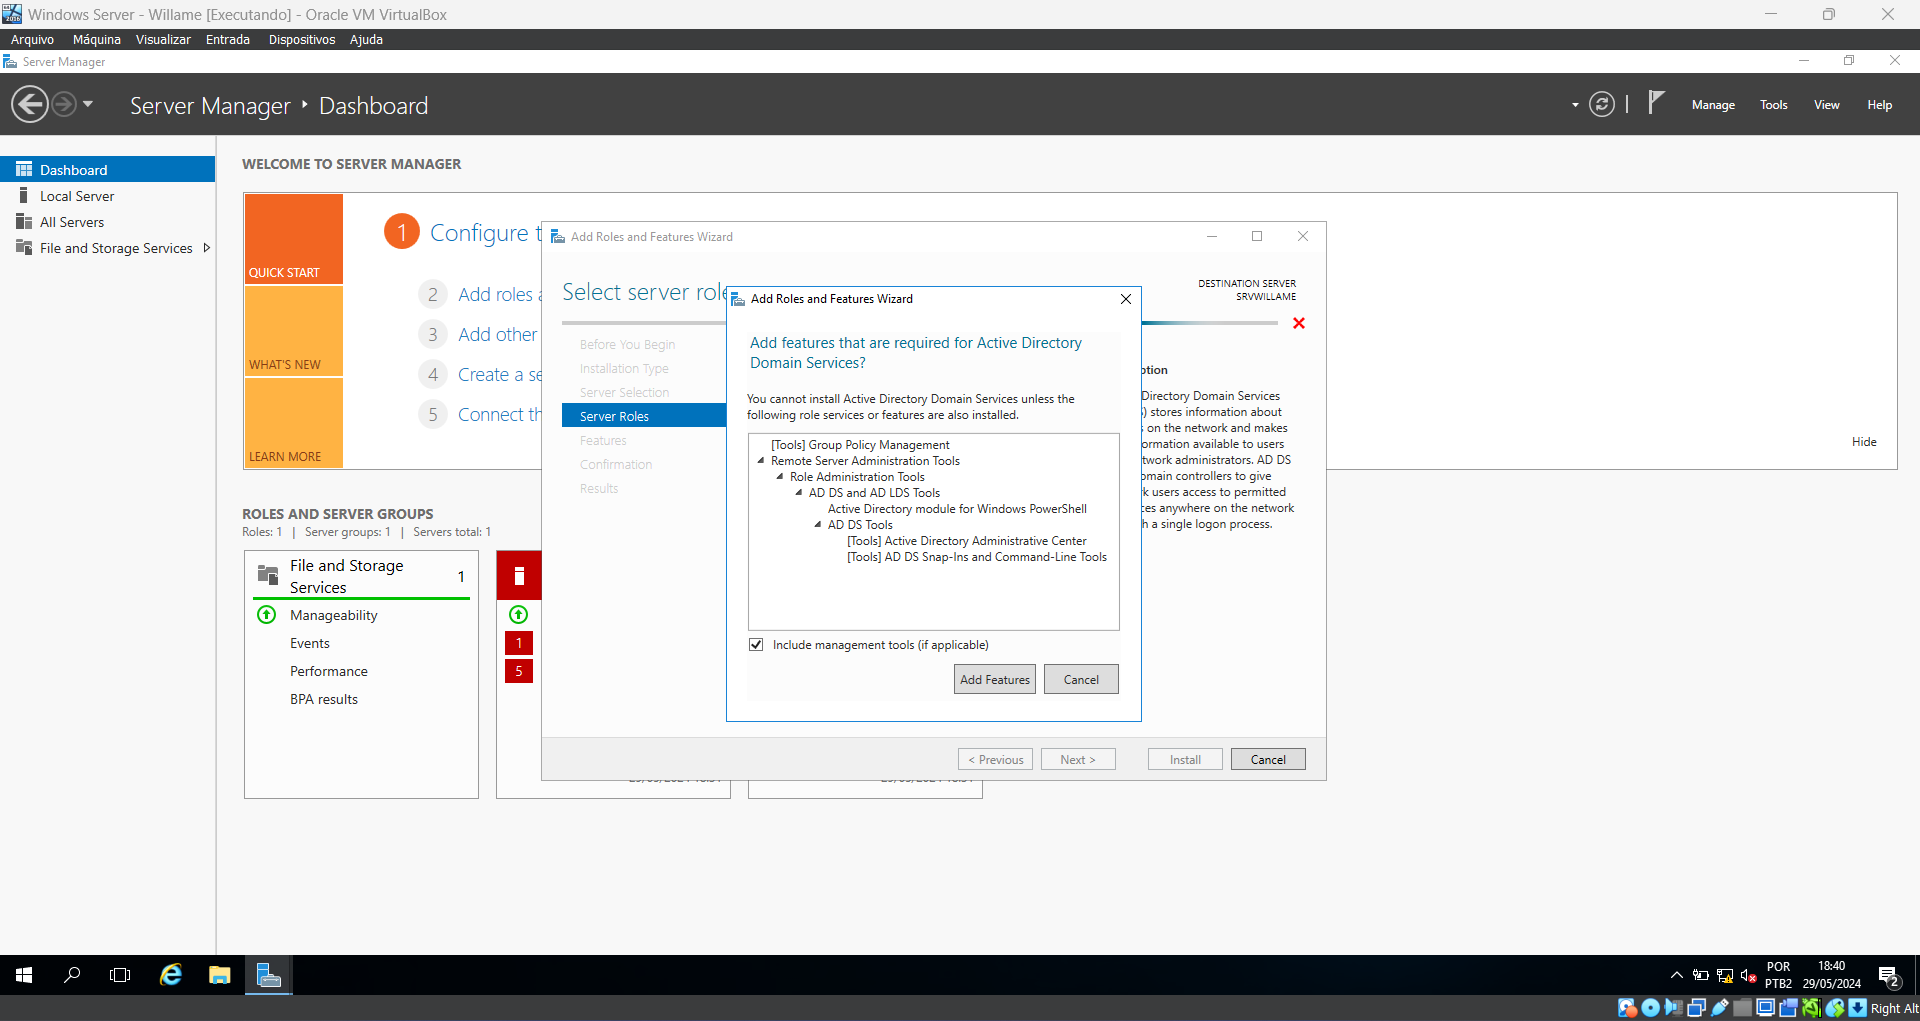 Windows Server - Willame [Executando] - Oracle VM VirtualBox
Arquivo Máquina Visualizar Entrada Dispositivos Ajuda
Server Manager
Server Manager Dashboard
Manage Tools View Help
Dashboard
Local Server
All Servers
File and Storage Services
WELCOME TO SERVER MANAGER
QUICK START
WHAT'S NEW
LEARN MORE
1 Configure t
2 Add roles a
3 Add other
4 Create a se
5 Connect th
Hide
ROLES AND SERVER GROUPS
Roles: 1 | Server groups: 1 | Servers total: 1
File and Storage
Services
1
Manageability
Events
Performance
BPA results
1
5
Add Roles and Features Wizard
Select server role
DESTINATION SERVER
SRVWILLAME
Before You Begin
Installation Type
Server Selection
Server Roles
Features
Confirmation
Results
Directory Domain Services
stores information about
on the network and makes
ormation available to users
twork administrators. AD DS
omain controllers to give
users access to permitted
ces anywhere on the network
h a single logon process.
< Previous Next > Install Cancel
Add Roles and Features Wizard
Add features that are required for Active Directory
Domain Services?
You cannot install Active Directory Domain Services unless the
following role services or features are also installed.
[Tools] Group Policy Management
Remote Server Administration Tools
Role Administration Tools
AD DS and AD LDS Tools
Active Directory module for Windows PowerShell
AD DS Tools
[Tools] Active Directory Administrative Center
[Tools] AD DS Snap-Ins and Command-Line Tools
Include management tools (if applicable)
Add Features Cancel
POR
PTB2
18:40
29/05/2024
2
Right Alt